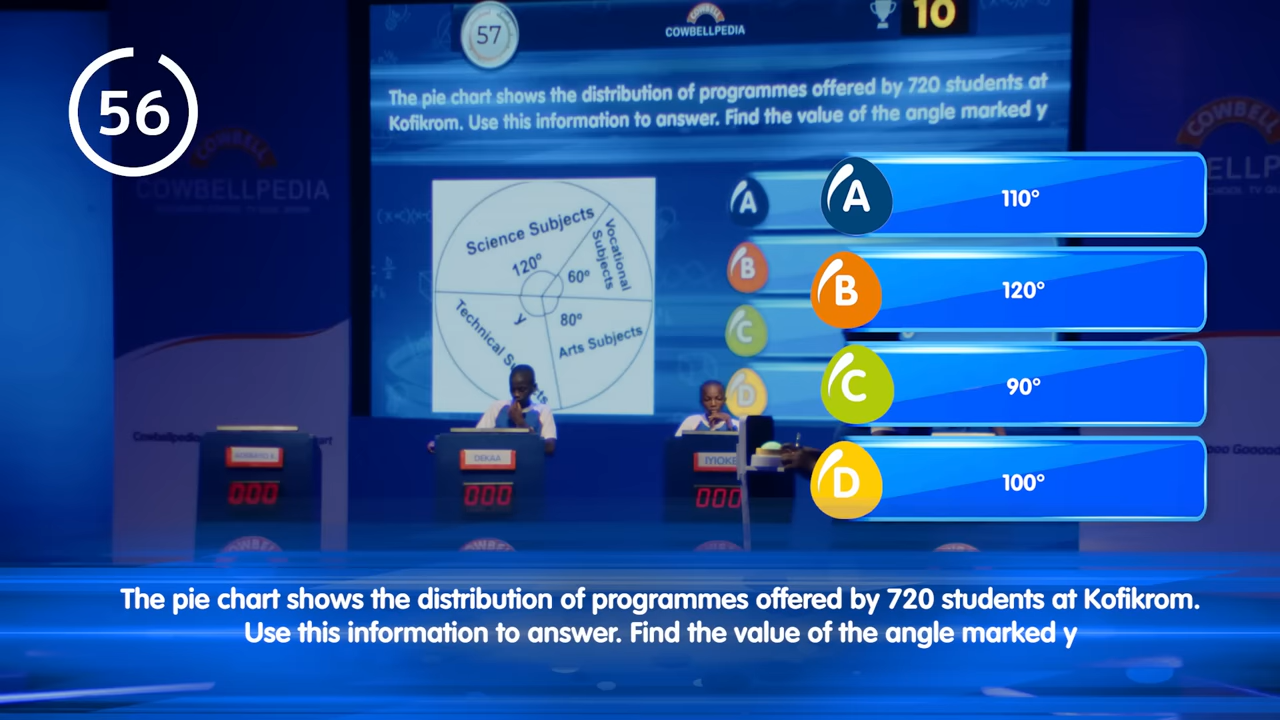 57
COWBELL
COWBELLPEDIA
10
The pie chart shows the distribution of programmes offered by 720 students at
Kofikrom. Use this information to answer. Find the value of the angle marked y
56
COWBELL
COWBELLPEDIA
Science Subjects
Vocational
Subjects
120°
60°
y
80°
Technical
Arts Subjects
A
B
C
D
A
110°
B
120°
C
90°
D
100°
DEKAA
IYIOKE
000
000
000
The pie chart shows the distribution of programmes offered by 720 students at Kofikrom.
Use this information to answer. Find the value of the angle marked y